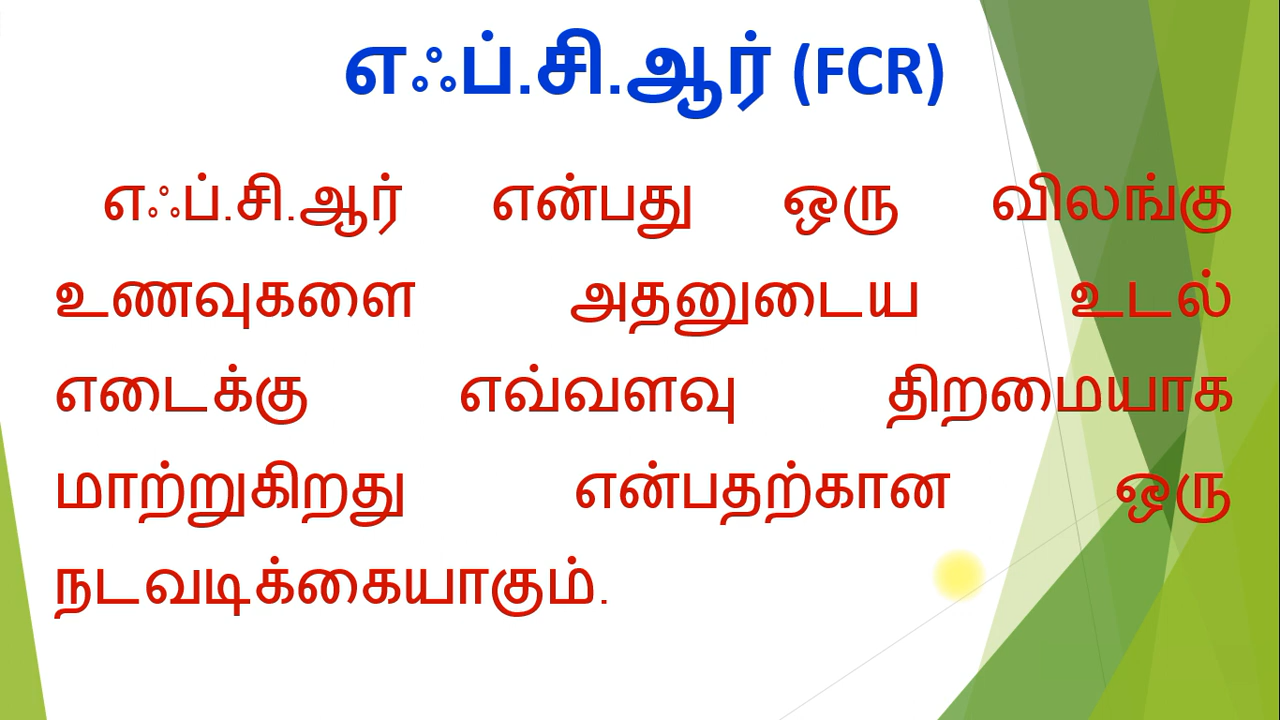 எஃப்.சி.ஆர் (FCR)
எஃப்.சி.ஆர் என்பது ஒரு விலங்கு
உணவுகளை அதனுடைய உடல்
எடைக்கு எவ்வளவு திறமையாக
மாற்றுகிறது என்பதற்கான ஒரு
நடவடிக்கையாகும்.